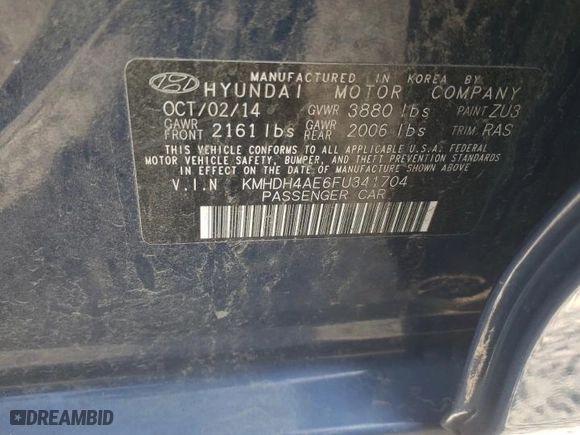 MANUFACTURED IN KOREA BY
HYUNDAI MOTOR COMPANY
OCT/02/14 GVWR 3880 lbs PAINT ZU3
GAWR FRONT 2161 lbs GAWR REAR 2006 lbs TRIM RAS
THIS VEHICLE CONFORMS TO ALL APPLICABLE U.S.A. FEDERAL
MOTOR VEHICLE SAFETY, BUMPER, AND THEFT PREVENTION
STANDARDS IN EFFECT ON THE DATE OF MANUFACTURE SHOWN ABOVE.
V.I.N KMHDH4AE6FU341704
PASSENGER CAR
DREAMBID